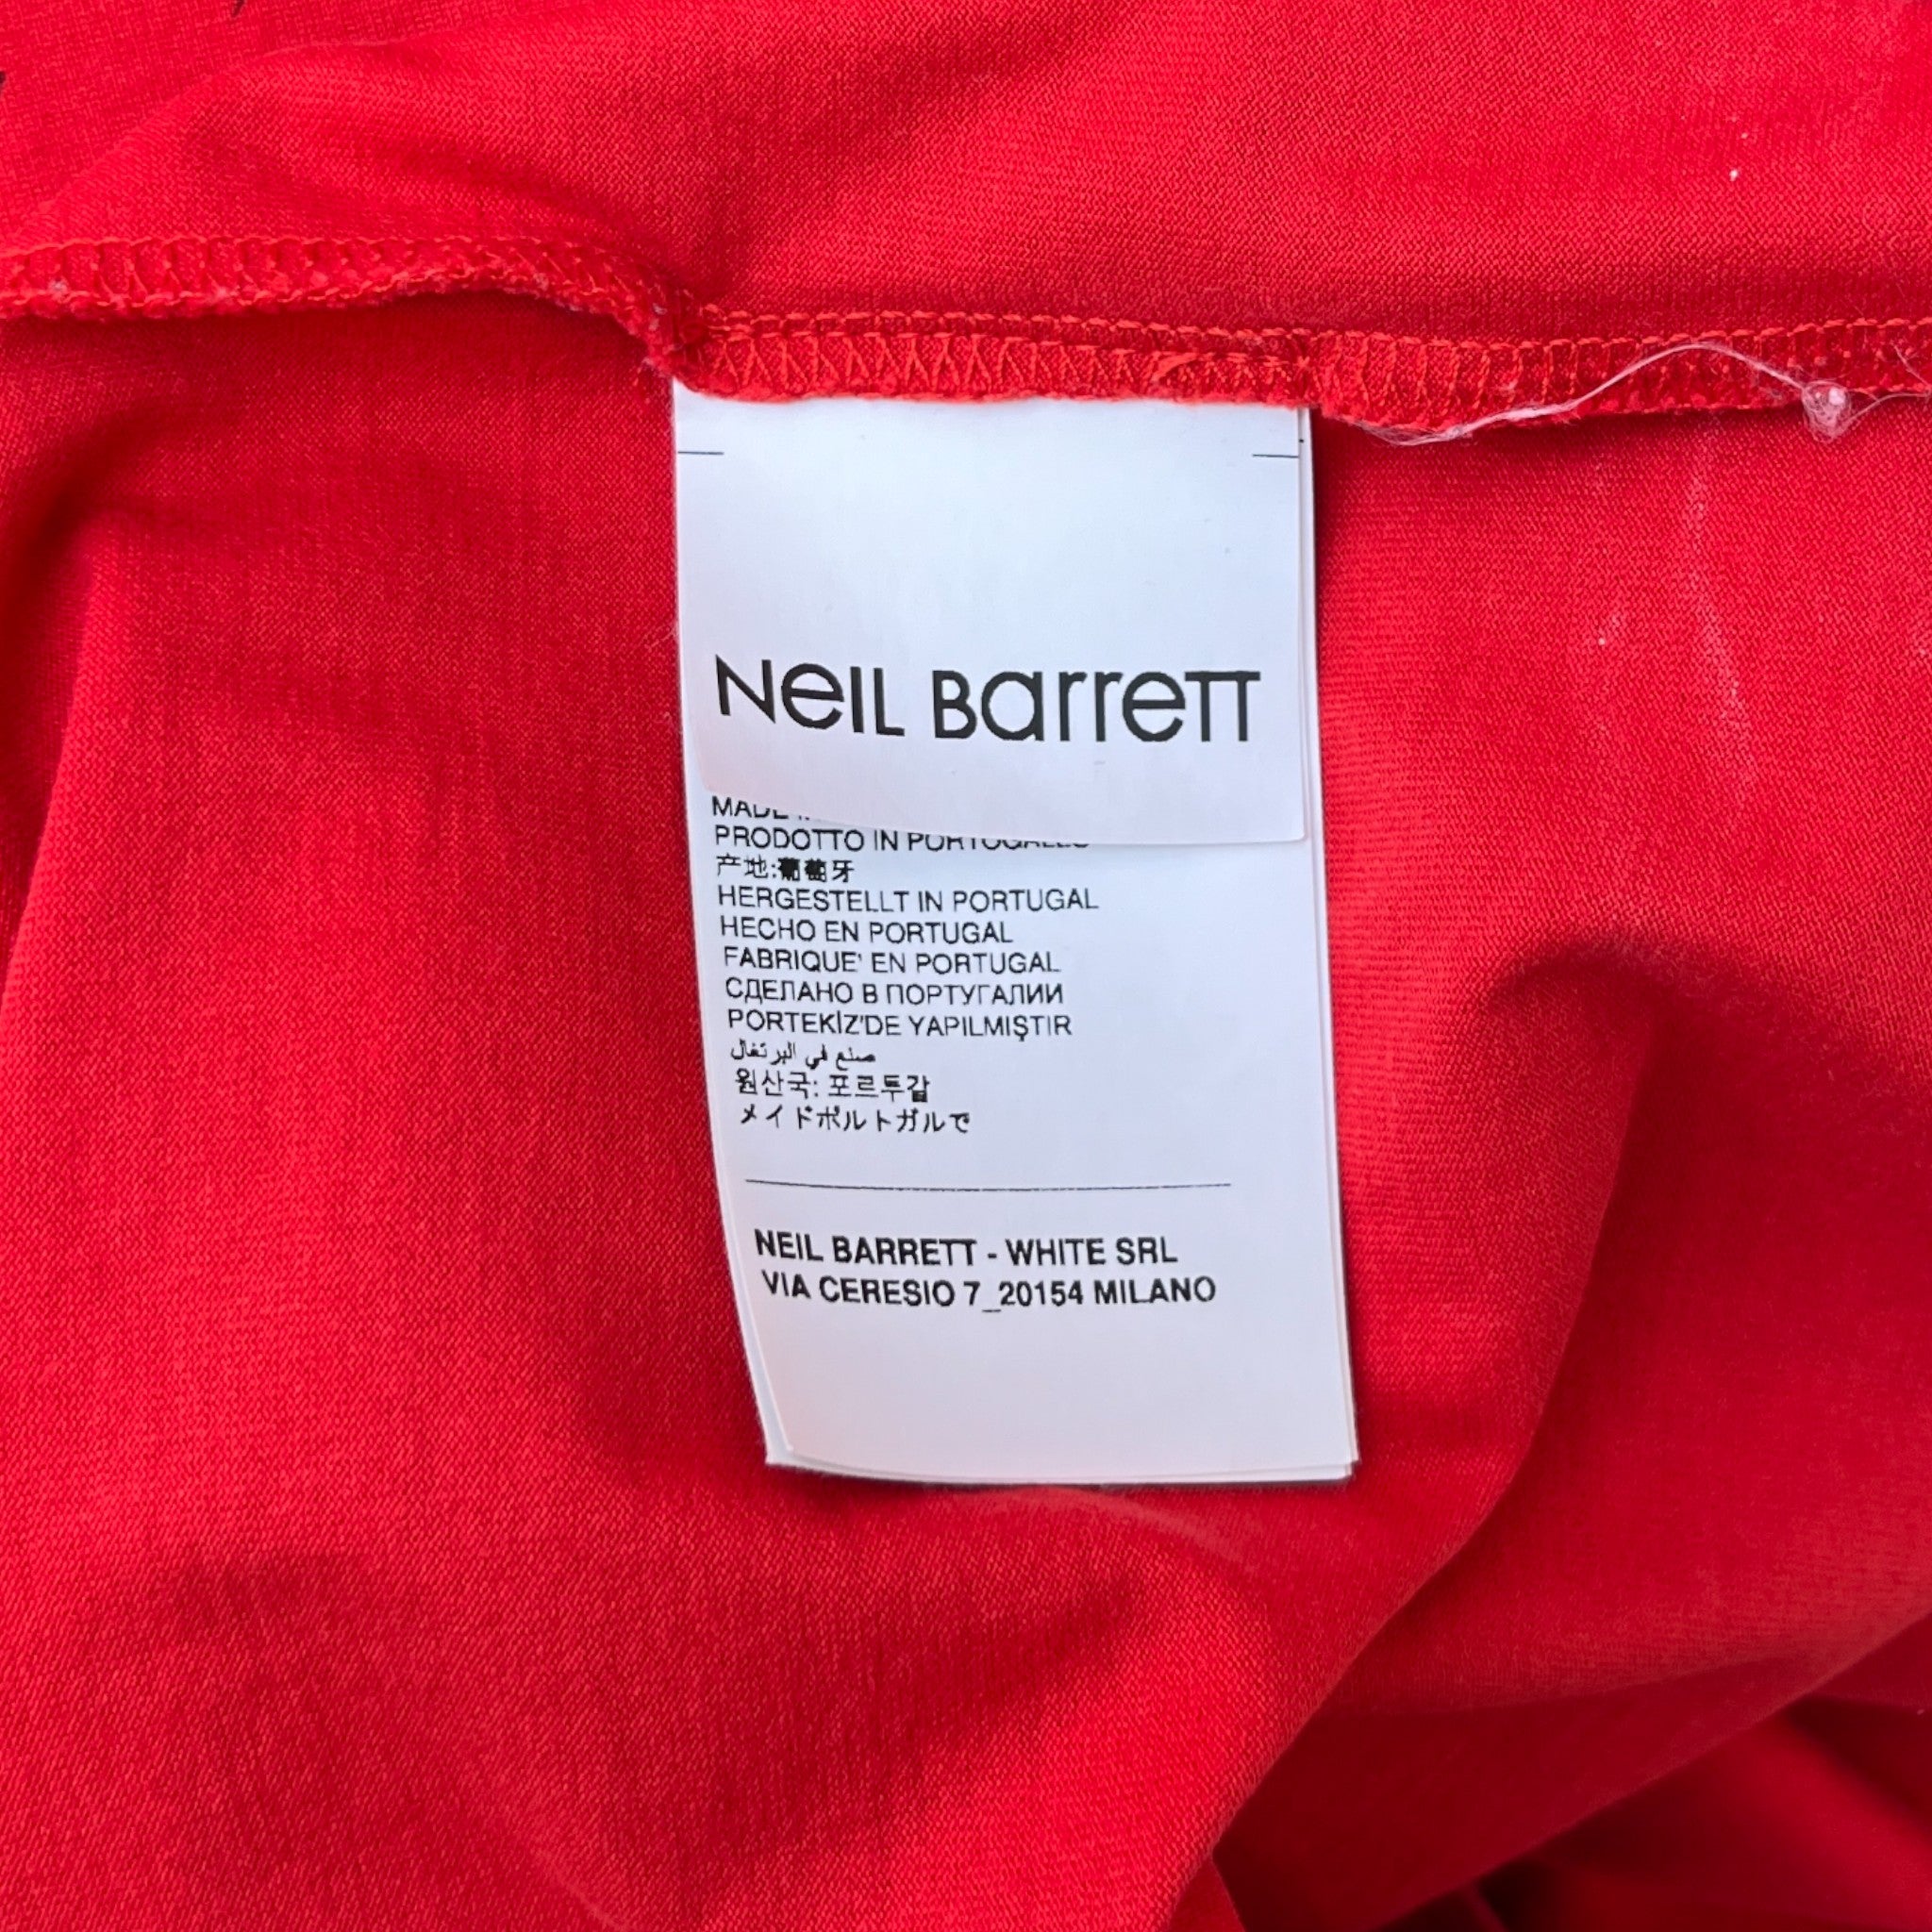 Neil Barrett
MADE
PRODOTTO IN PORTOGALLO
产地:葡萄牙
HERGESTELLT IN PORTUGAL
HECHO EN PORTUGAL
FABRIQUE' EN PORTUGAL
СДЕЛАНО В ПОРТУГАЛИИ
PORTEKİZ'DE YAPILMIŞTIR
صنع في البرتغال
원산국: 포르투갈
メイドポルトガルで
NEIL BARRETT - WHITE SRL
VIA CERESIO 7_20154 MILANO